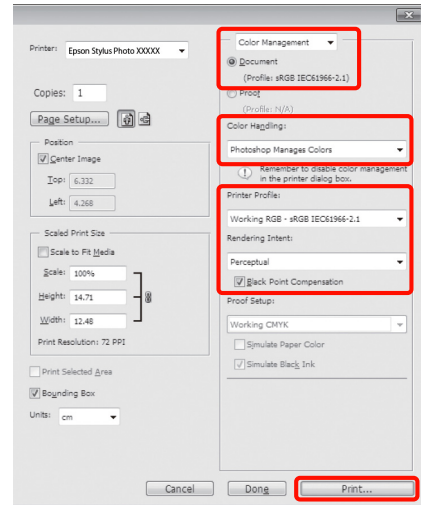 Printer: Epson Stylus Photo XXXXX
Copies: 1
Page Setup...
Position
Center Image
Top: 6.332
Left: 4.268
Scaled Print Size
Scale to Fit Media
Scale: 100%
Height: 14.71
Width: 12.48
Print Resolution: 72 PPI
Print Selected Area
Bounding Box
Units: cm
Color Management
Document
(Profile: sRGB IEC61966-2.1)
Proof
(Profile: N/A)
Color Handling:
Photoshop Manages Colors
Remember to disable color management
in the printer dialog box.
Printer Profile:
Working RGB - sRGB IEC61966-2.1
Rendering Intent:
Perceptual
Black Point Compensation
Proof Setup:
Working CMYK
Simulate Paper Color
Simulate Black Ink
Cancel
Done
Print...